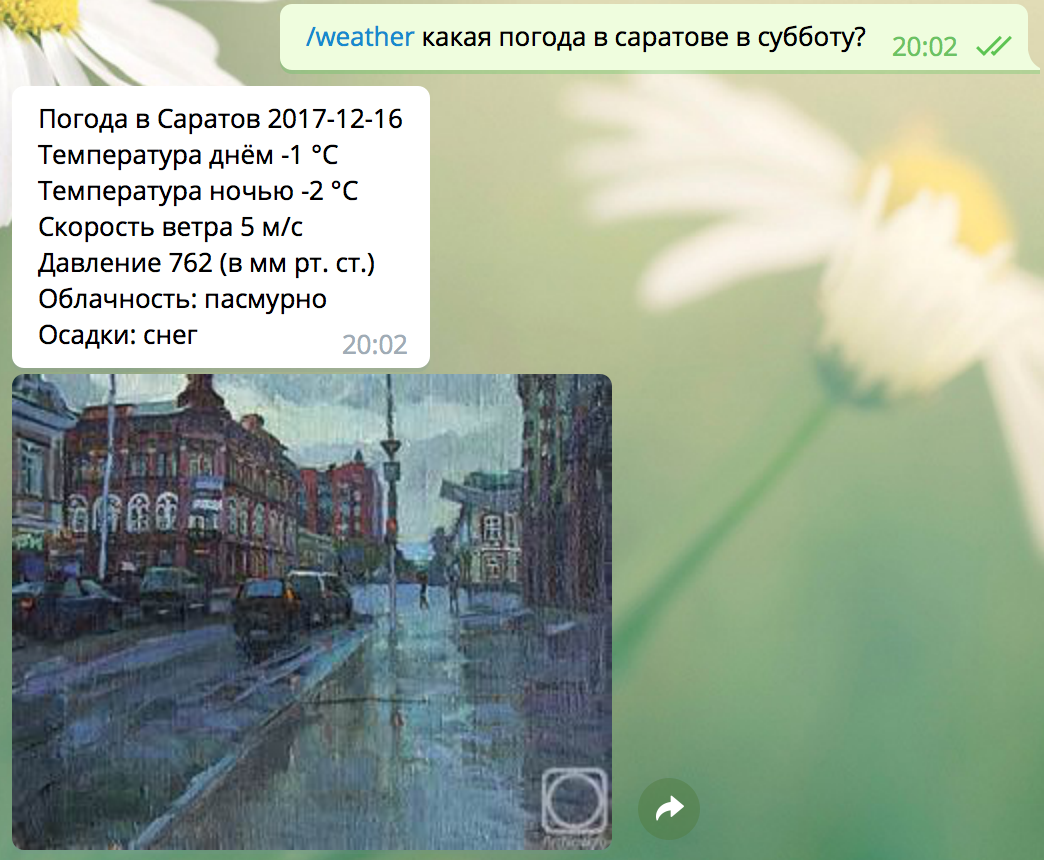 /weather какая погода в саратове в субботу?
20:02
Погода в Саратов 2017-12-16
Температура днём -1 °C
Температура ночью -2 °C
Скорость ветра 5 м/с
Давление 762 (в мм рт. ст.)
Облачность: пасмурно
Осадки: снег
20:02